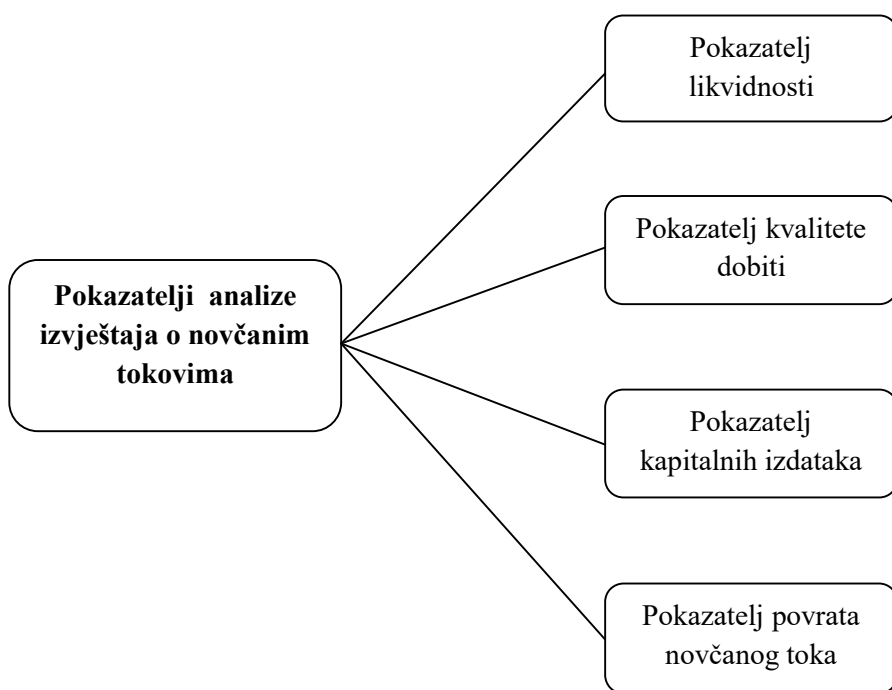 Pokazatelji  analize
izvještaja o novčanim
tokovima
Pokazatelj
likvidnosti
Pokazatelj kvalitete
dobiti
Pokazatelj
kapitalnih izdataka
Pokazatelj povrata
novčanog toka